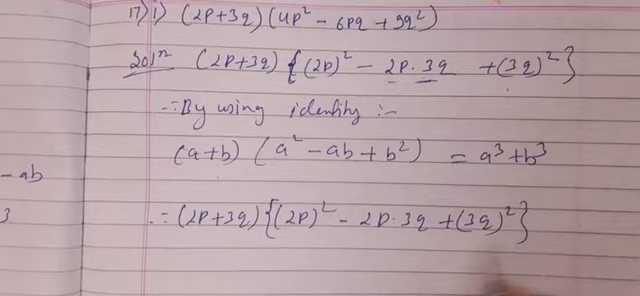 17) i) (2p+3q) (4p² - 6pq + 9q²)
Solⁿ (2p+3q) {(2p)² - 2p·3q + (3q)²}
∴ By using identity :-
(a+b) (a² - ab + b²) = a³+b³
- ab
∴ (2p+3q) {(2p)² - 2p·3q + (3q)²}
3